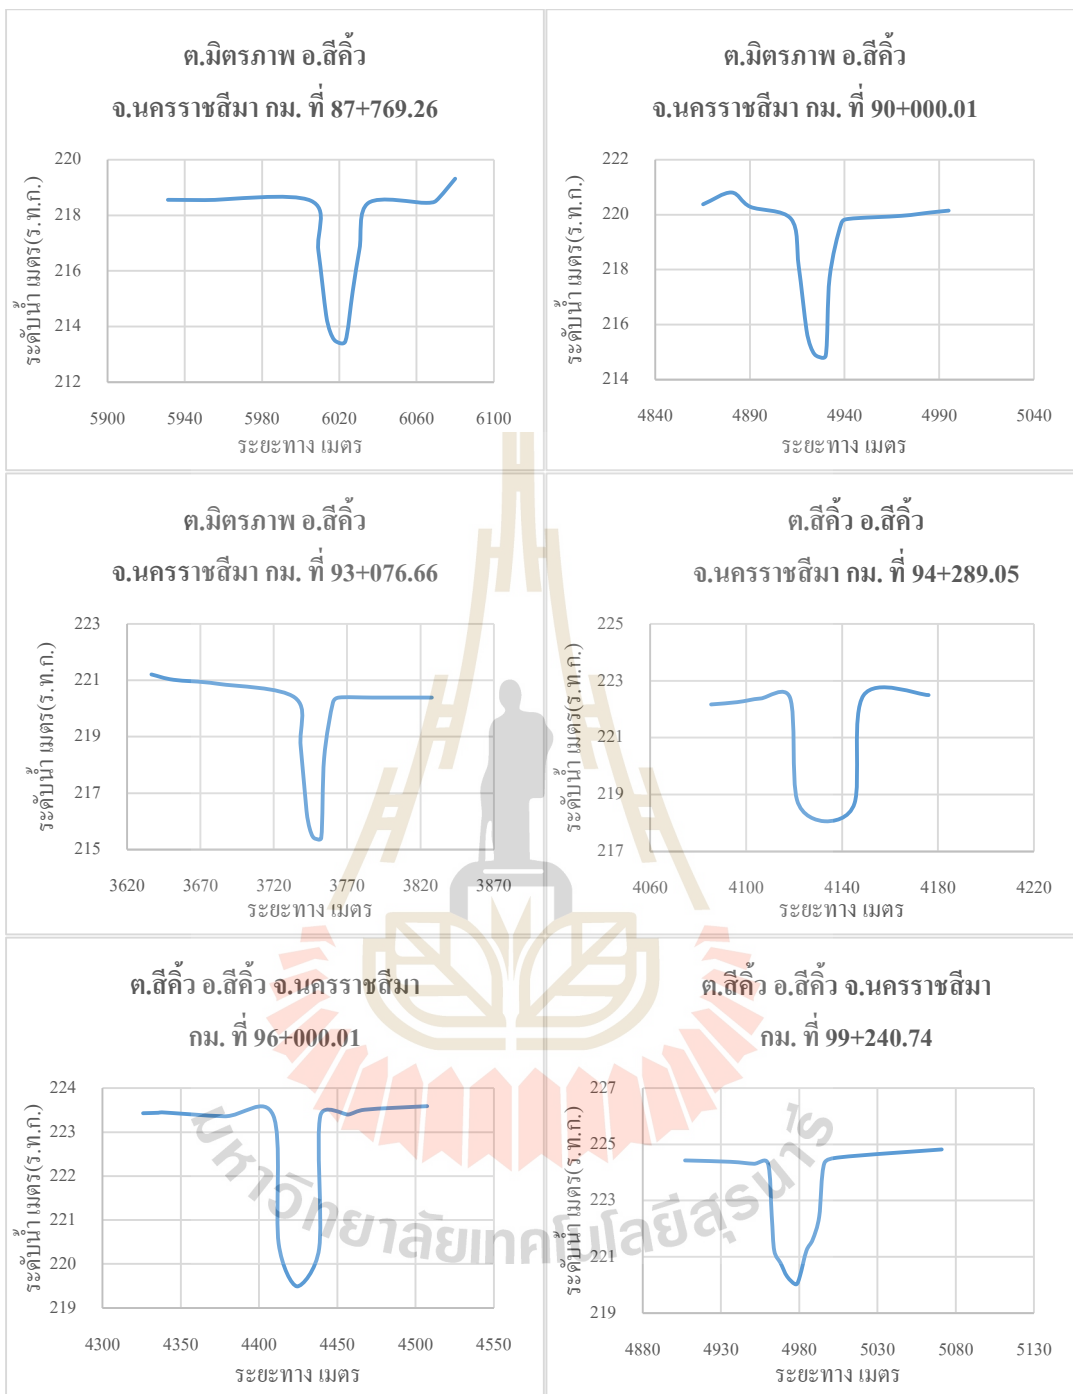 ต.มิตรภาพ อ.สีคิ้ว
จ.นครราชสีมา กม. ที่ 87+769.26
220
218
216
214
212
ระดับน้ำ เมตร(ร.ท.ก.)
5900 5940 5980 6020 6060 6100
ระยะทาง เมตร
ต.มิตรภาพ อ.สีคิ้ว
จ.นครราชสีมา กม. ที่ 90+000.01
222
220
218
216
214
ระดับน้ำ เมตร(ร.ท.ก.)
4840 4890 4940 4990 5040
ระยะทาง เมตร
ต.มิตรภาพ อ.สีคิ้ว
จ.นครราชสีมา กม. ที่ 93+076.66
223
221
219
217
215
ระดับน้ำ เมตร(ร.ท.ก.)
3620 3670 3720 3770 3820 3870
ระยะทาง เมตร
ต.สีคิ้ว อ.สีคิ้ว
จ.นครราชสีมา กม. ที่ 94+289.05
225
223
221
219
217
ระดับน้ำ เมตร(ร.ท.ก.)
4060 4100 4140 4180 4220
ระยะทาง เมตร
ต.สีคิ้ว อ.สีคิ้ว จ.นครราชสีมา
กม. ที่ 96+000.01
224
223
222
221
220
219
ระดับน้ำ เมตร(ร.ท.ก.)
4300 4350 4400 4450 4500 4550
ระยะทาง เมตร
ต.สีคิ้ว อ.สีคิ้ว จ.นครราชสีมา
กม. ที่ 99+240.74
227
225
223
221
219
ระดับน้ำ เมตร(ร.ท.ก.)
4880 4930 4980 5030 5080 5130
ระยะทาง เมตร
มหาวิทยาลัยเทคโนโลยีสุรนารี